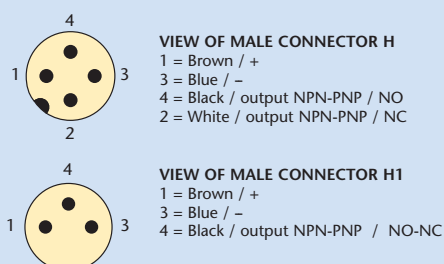 4
1
3
2
VIEW OF MALE CONNECTOR H
1 = Brown / +
3 = Blue / –
4 = Black / output NPN-PNP / NO
2 = White / output NPN-PNP / NC
4
1
3
VIEW OF MALE CONNECTOR H1
1 = Brown / +
3 = Blue / –
4 = Black / output NPN-PNP / NO-NC